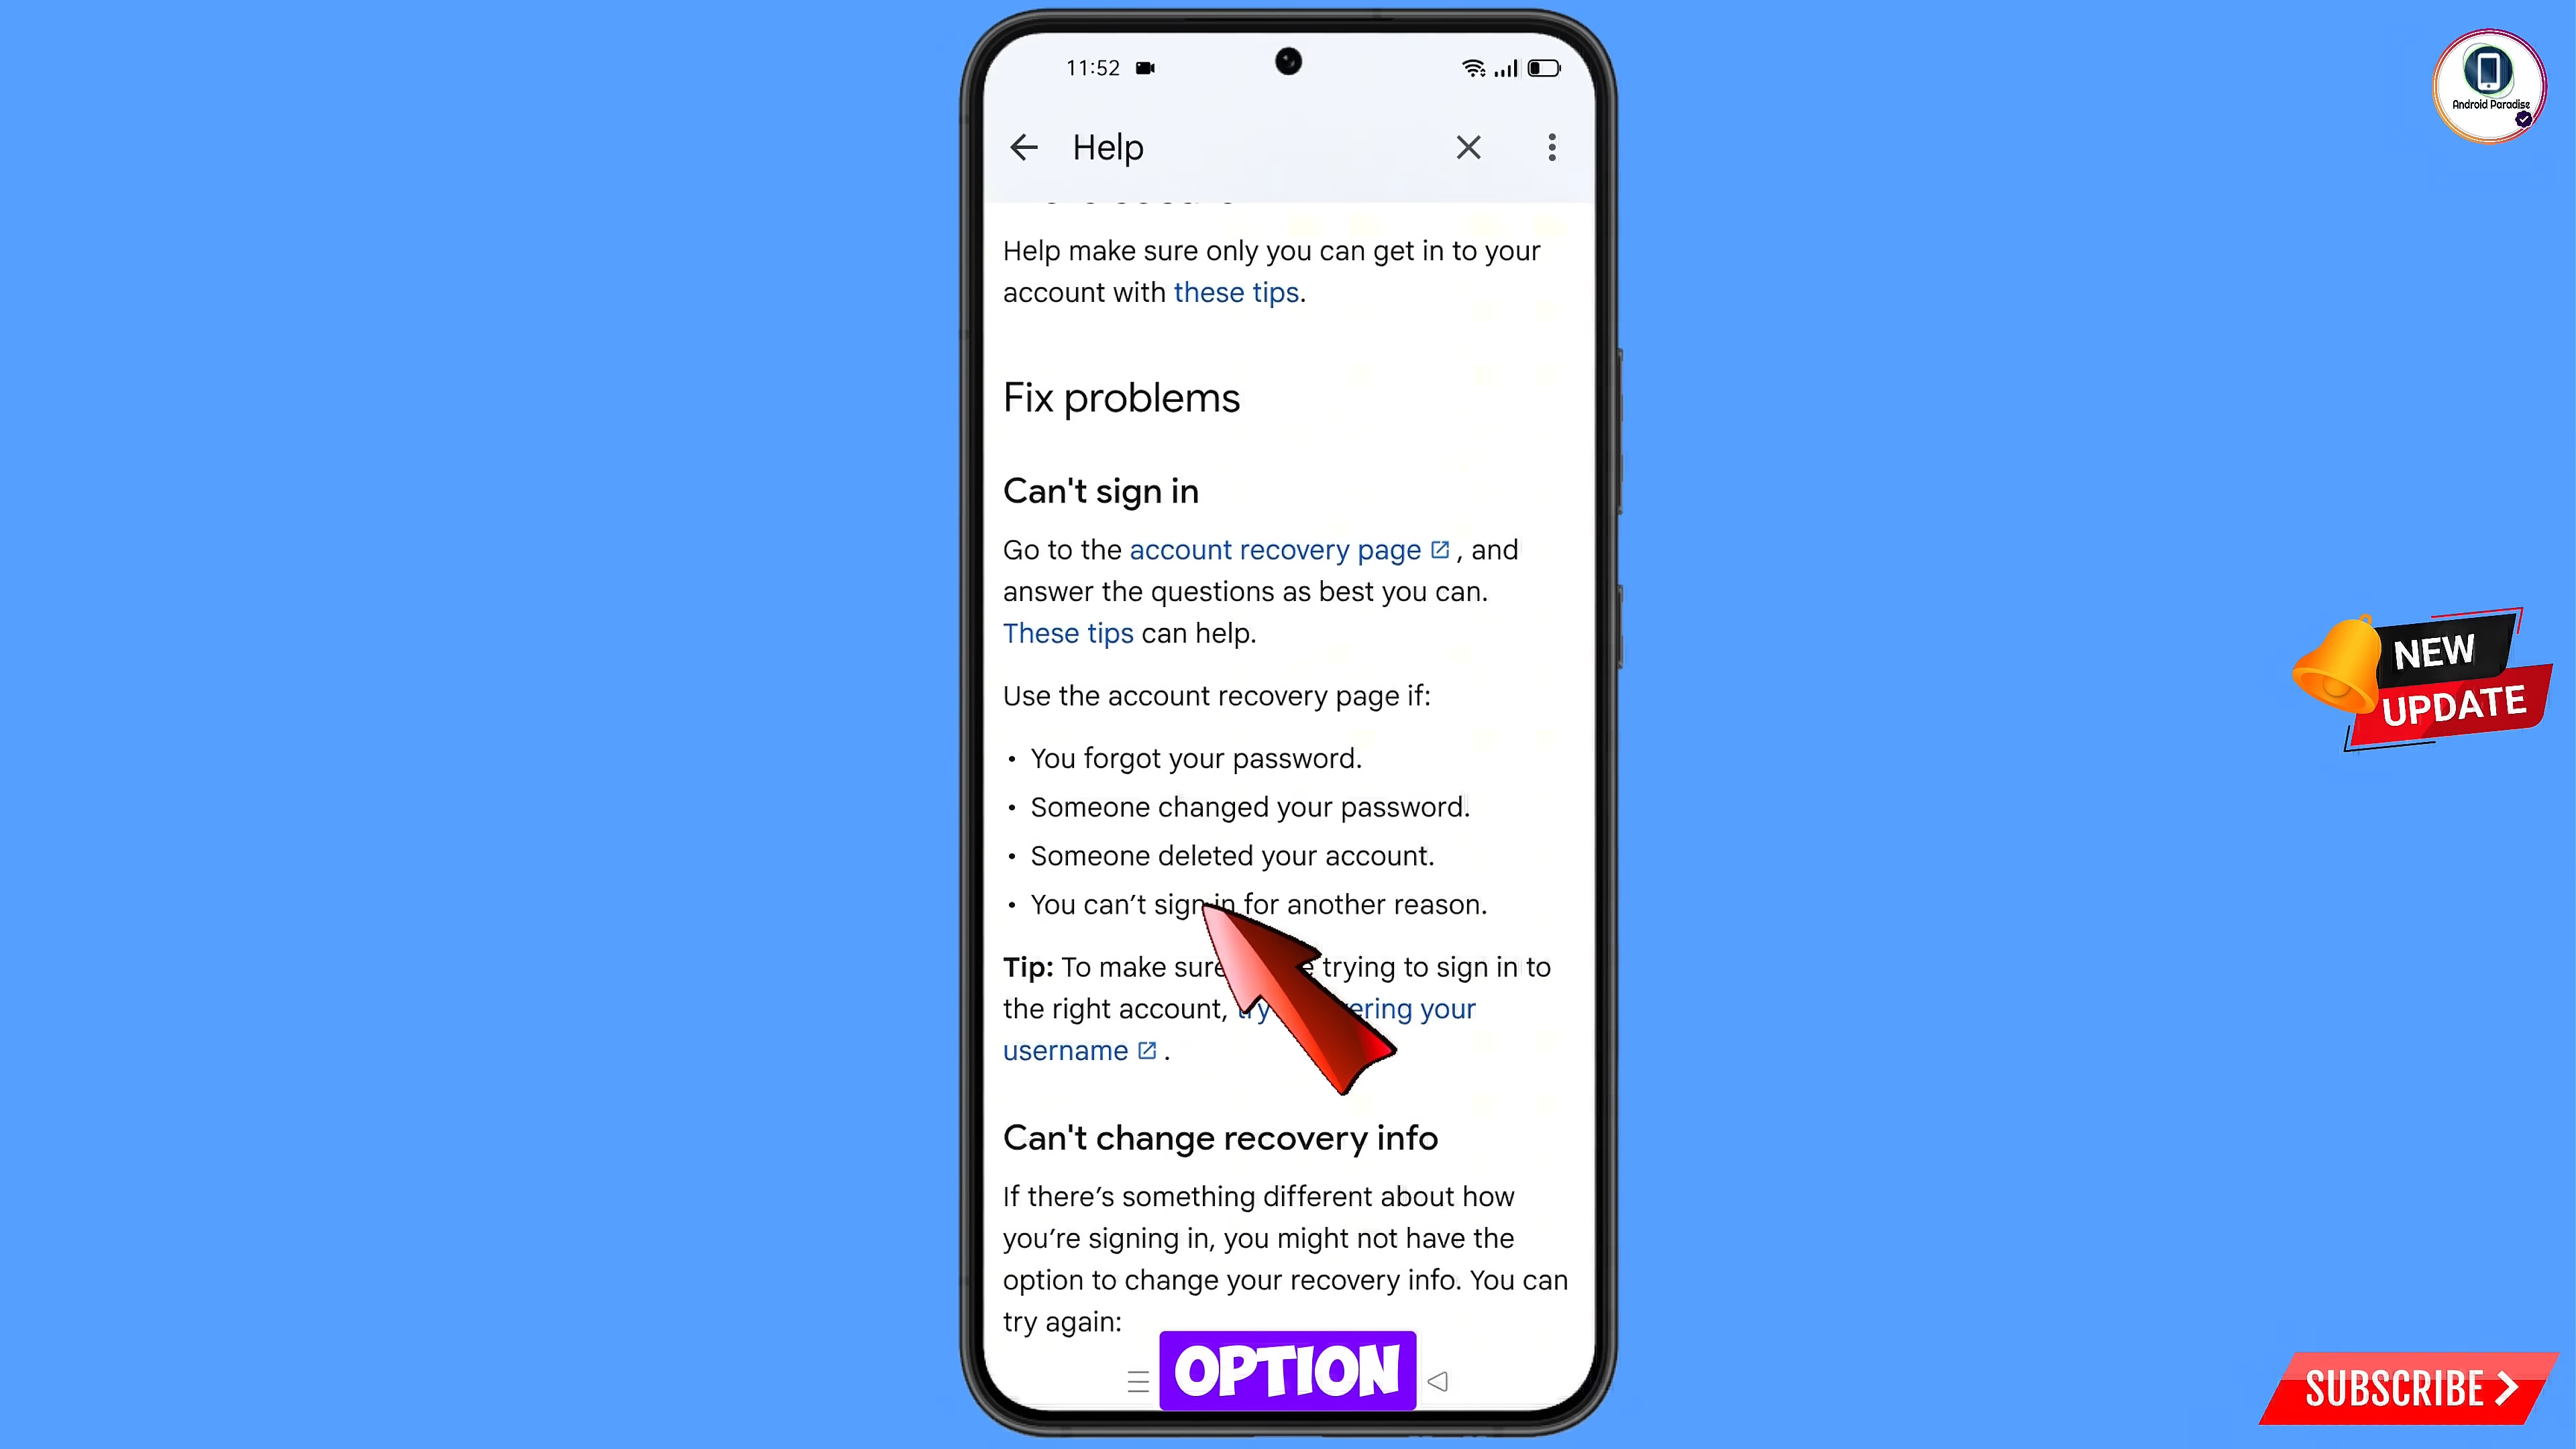 11:52
Android Paradise
Help
Help make sure only you can get in to your
account with these tips.
Fix problems
Can't sign in
Go to the account recovery page , and
answer the questions as best you can.
These tips can help.
Use the account recovery page if:
• You forgot your password.
• Someone changed your password.
• Someone deleted your account.
• You can’t sign in for another reason.
Tip: To make sure trying to sign in to
the right account, try your
username .
Can't change recovery info
If there’s something different about how
you’re signing in, you might not have the
option to change your recovery info. You can
try again:
OPTION
NEW
UPDATE
SUBSCRIBE